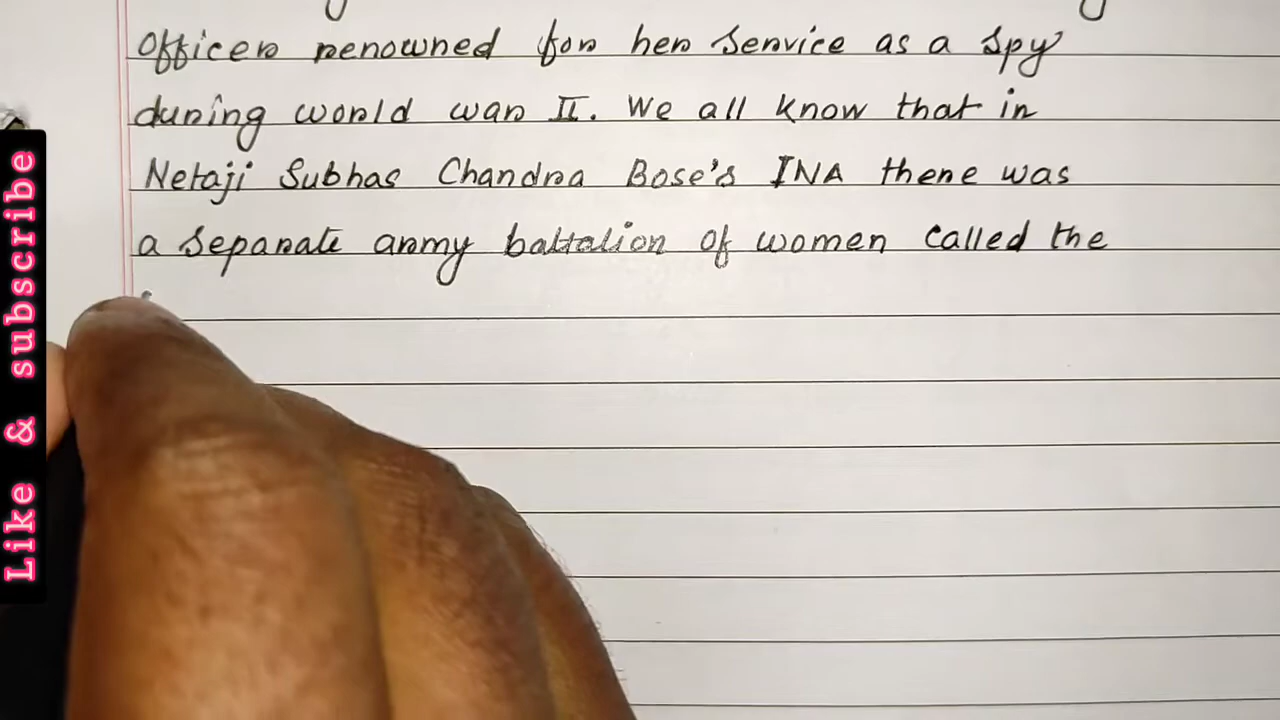 Officer renowned for her service as a spy
during world war II. We all know that in
Netaji Subhas Chandra Bose's INA there was
a separate army battalion of women called the
Like & subscribe